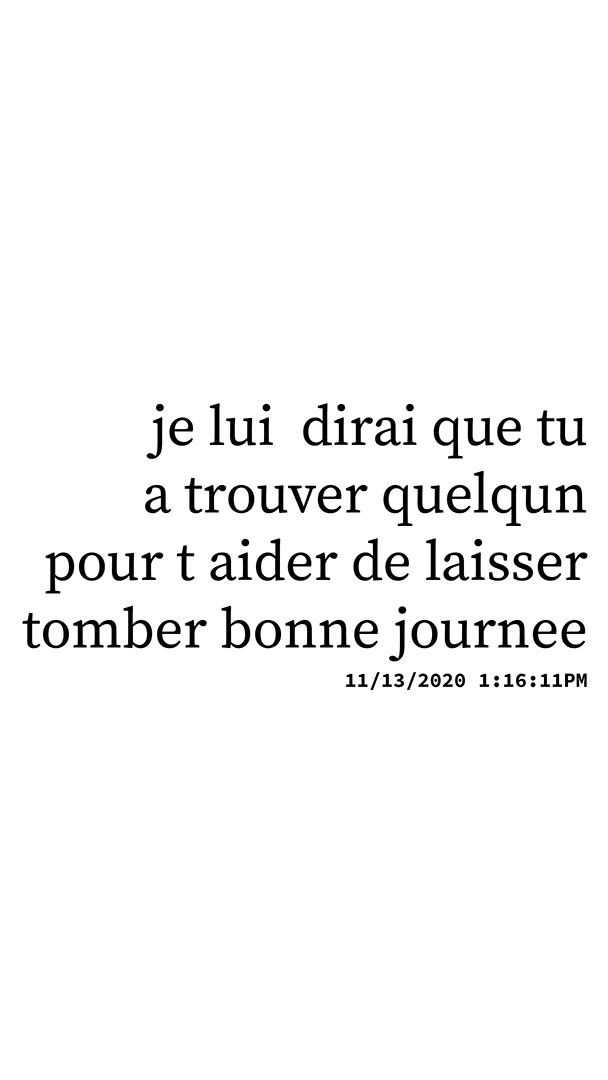 je lui  dirai que tu
a trouver quelqun
pour t aider de laisser
tomber bonne journee
11/13/2020 1:16:11PM